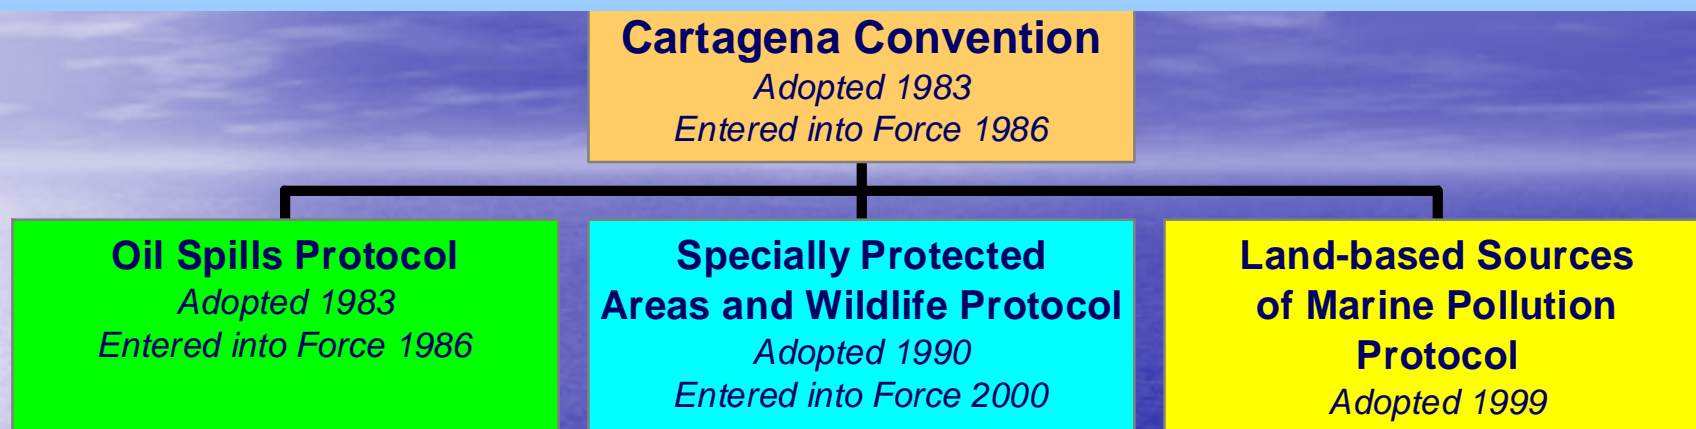 Cartagena Convention
Adopted 1983
Entered into Force 1986
Oil Spills Protocol
Adopted 1983
Entered into Force 1986
Specially Protected
Areas and Wildlife Protocol
Adopted 1990
Entered into Force 2000
Land-based Sources
of Marine Pollution
Protocol
Adopted 1999